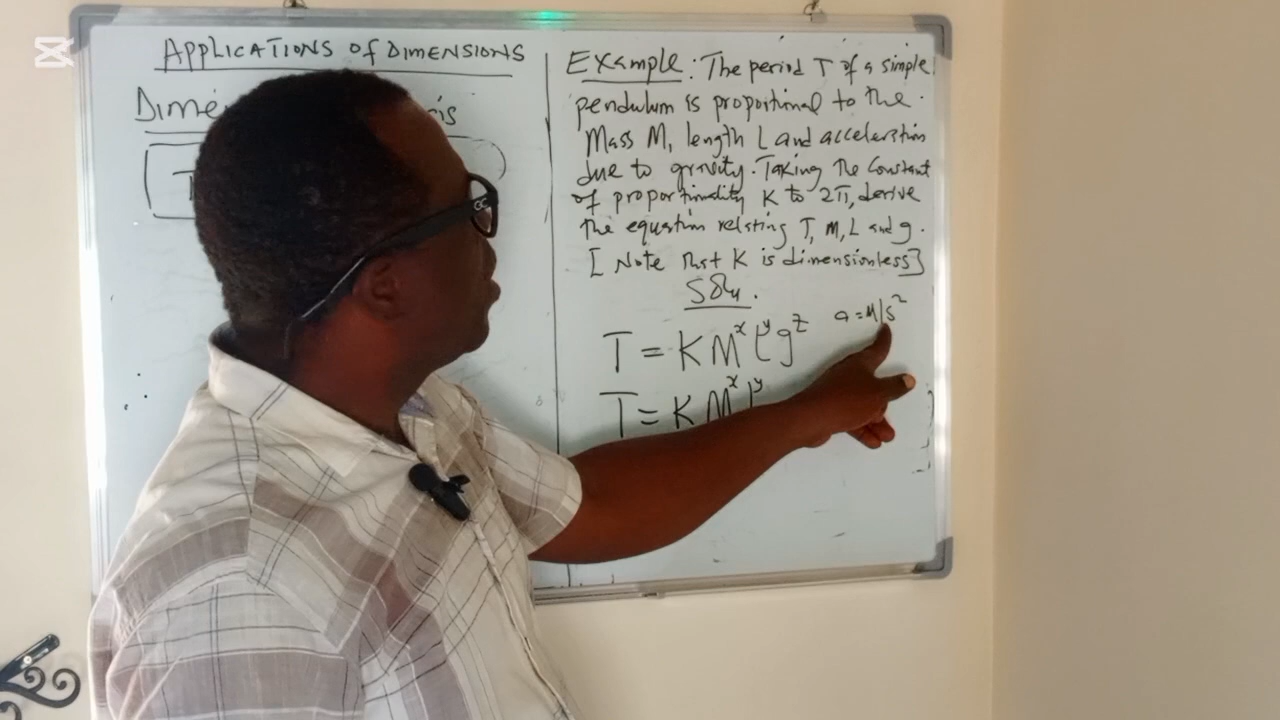 APPLICATIONS Of DIMENSIONS
Example: The period T of a simple
pendulum is proportional to the
Mass M, length L and acceleration
due to gravity. Taking the Constant
of proportionality K to 2π, derive
the equation relating T, M, L and g.
[Note that K is dimensionless]
Soln.
a = M/S²
T = K M^x L^y g^z
T = K M^x L^y